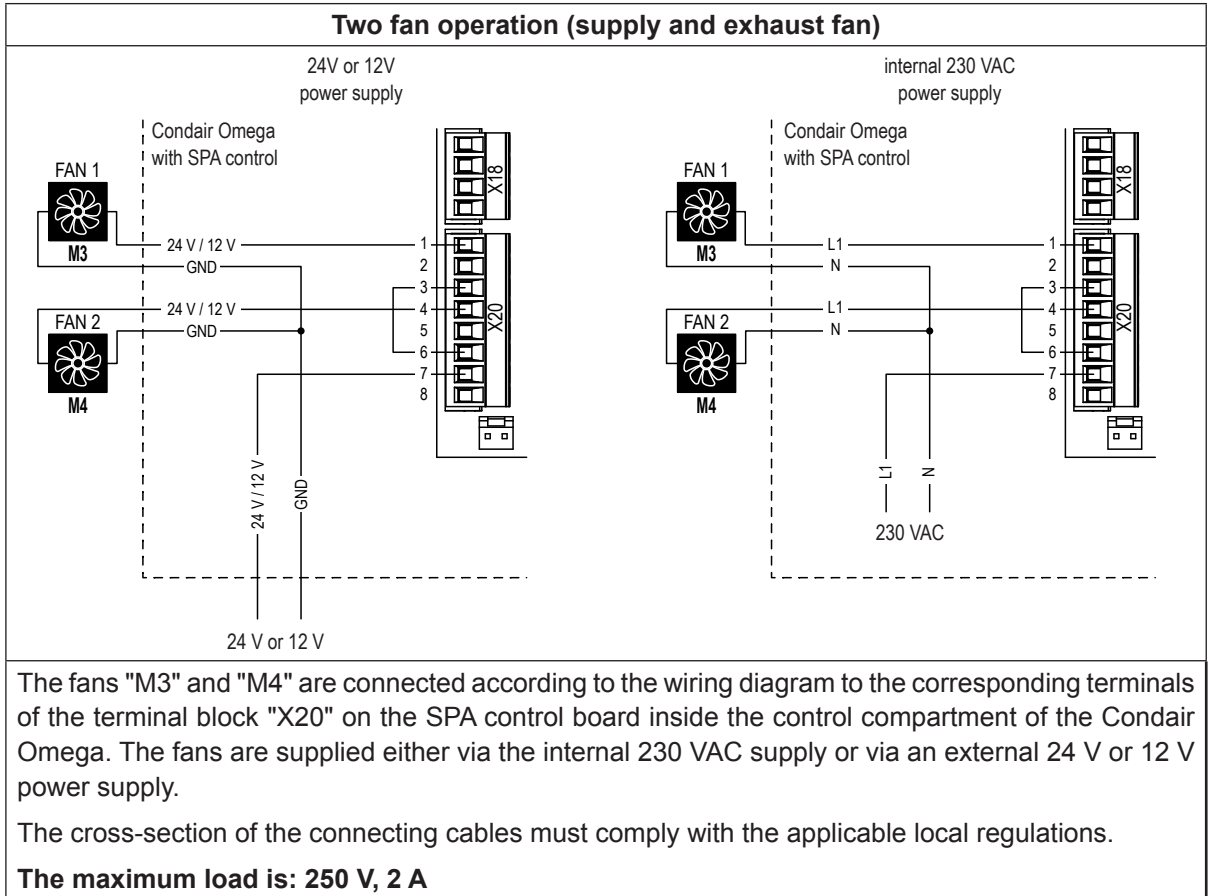 Two fan operation (supply and exhaust fan)
24V or 12V
power supply
Condair Omega
with SPA control
FAN 1
M3
24 V / 12 V
GND
FAN 2
M4
24 V / 12 V
GND
1
2
3
4
5
6
7
8
X18
X20
24 V / 12 V
GND
24 V or 12 V
internal 230 VAC
power supply
Condair Omega
with SPA control
FAN 1
M3
L1
N
FAN 2
M4
L1
N
1
2
3
4
5
6
7
8
X18
X20
L1
N
230 VAC
The fans "M3" and "M4" are connected according to the wiring diagram to the corresponding terminals
of the terminal block "X20" on the SPA control board inside the control compartment of the Condair
Omega. The fans are supplied either via the internal 230 VAC supply or via an external 24 V or 12 V
power supply.
The cross-section of the connecting cables must comply with the applicable local regulations.
The maximum load is: 250 V, 2 A